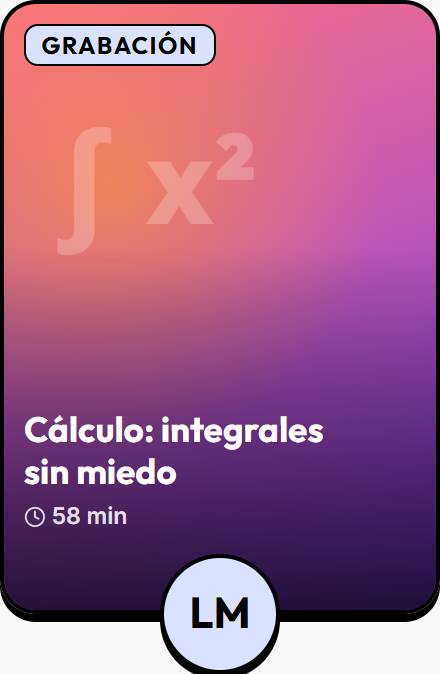 GRABACIÓN
∫ x²
Cálculo: integrales
sin miedo
58 min
LM